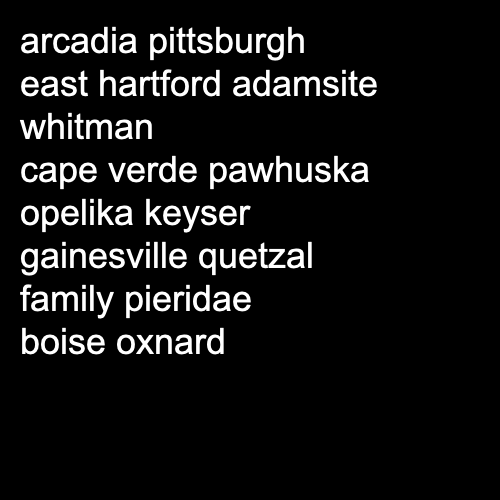 arcadia pittsburgh
east hartford adamsite
whitman
cape verde pawhuska
opelika keyser
gainesville quetzal
family pieridae
boise oxnard